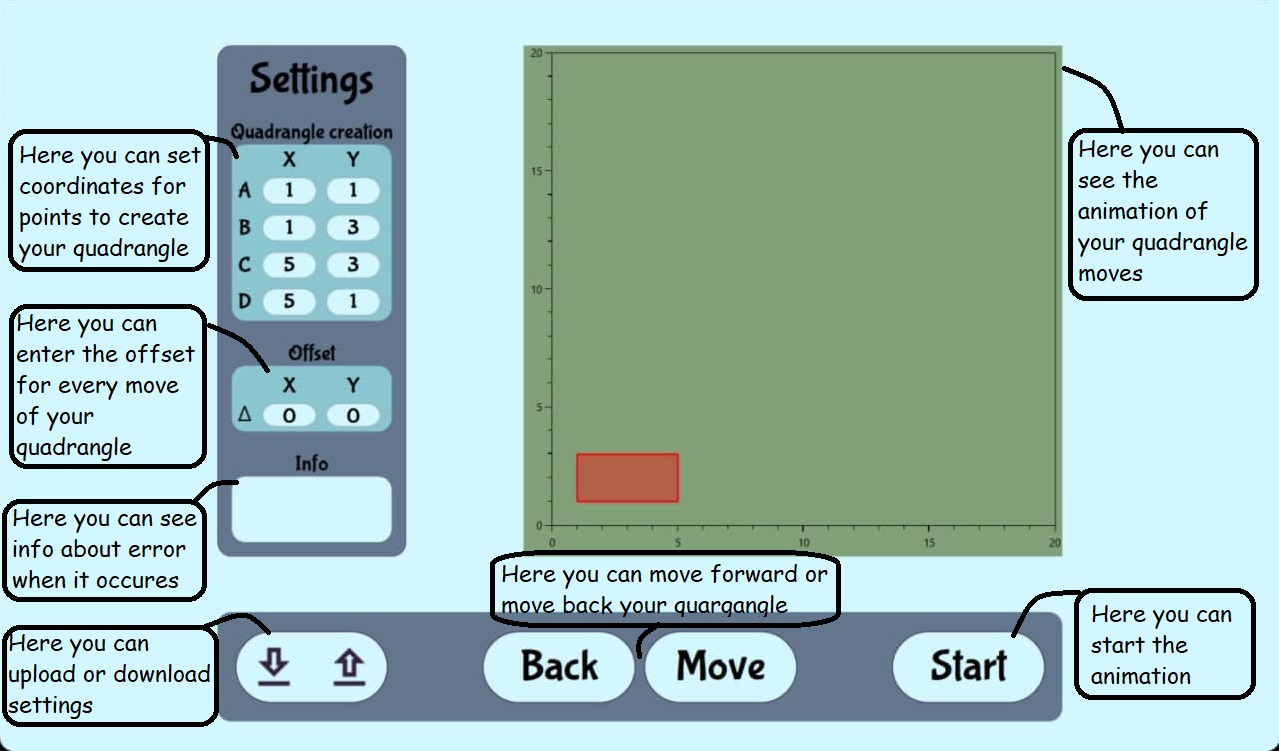 Settings
Quadrangle creation
X Y
A 1 1
B 1 3
C 5 3
D 5 1
Offset
X Y
Δ 0 0
Info
Here you can set
coordinates for
points to create
your quadrangle
Here you can
enter the offset
for every move
of your
quadrangle
Here you can see
info about error
when it occures
Here you can
upload or download
settings
20
15
10
5
0
0 5 10 15 20
Here you can
see the
animation of
your quadrangle
moves
Here you can move forward or
move back your quargangle
Back
Move
Start
Here you can
start the
animation